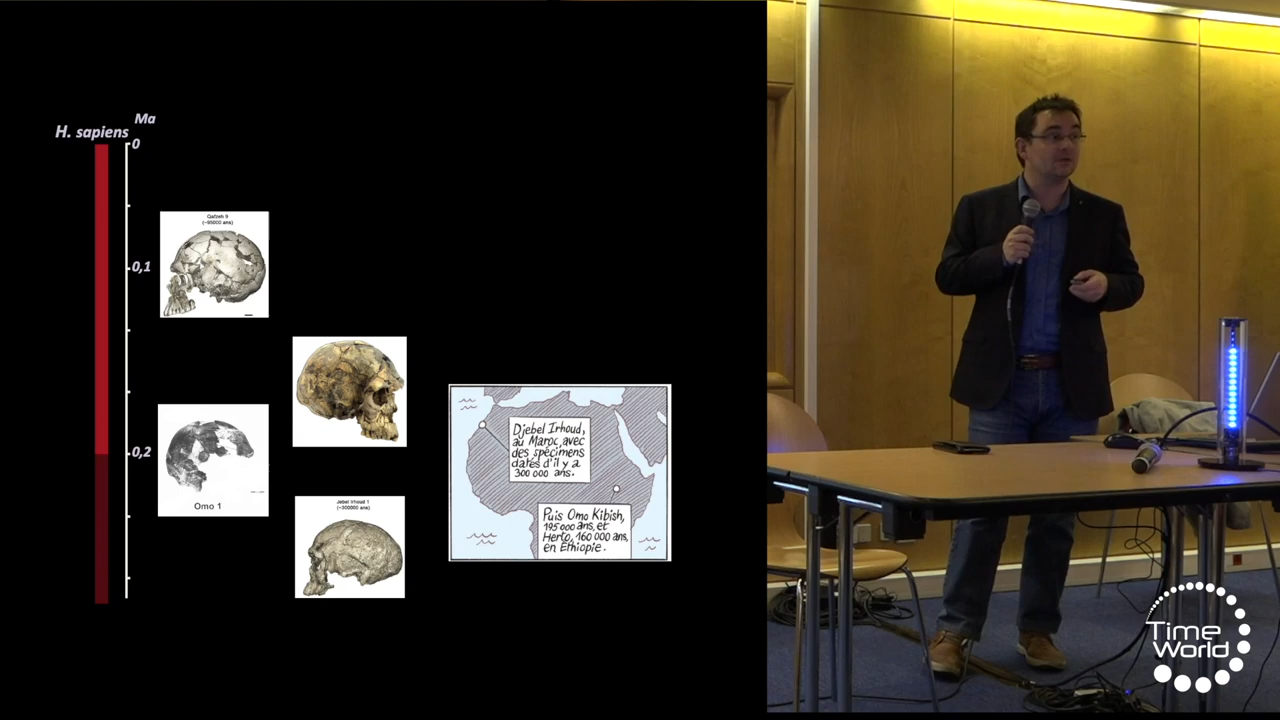 Ma
H. sapiens
0
Qafzeh 9
(~95000 ans)
0,1
0,2
Omo 1
Jebel Irhoud 1
(~300000 ans)
Djebel Irhoud,
au Maroc, avec
des spécimens
datés d'il y a
300 000 ans.
Puis Omo Kibish,
195 000 ans, et
Herto, 160 000 ans,
en Éthiopie.
Time
World